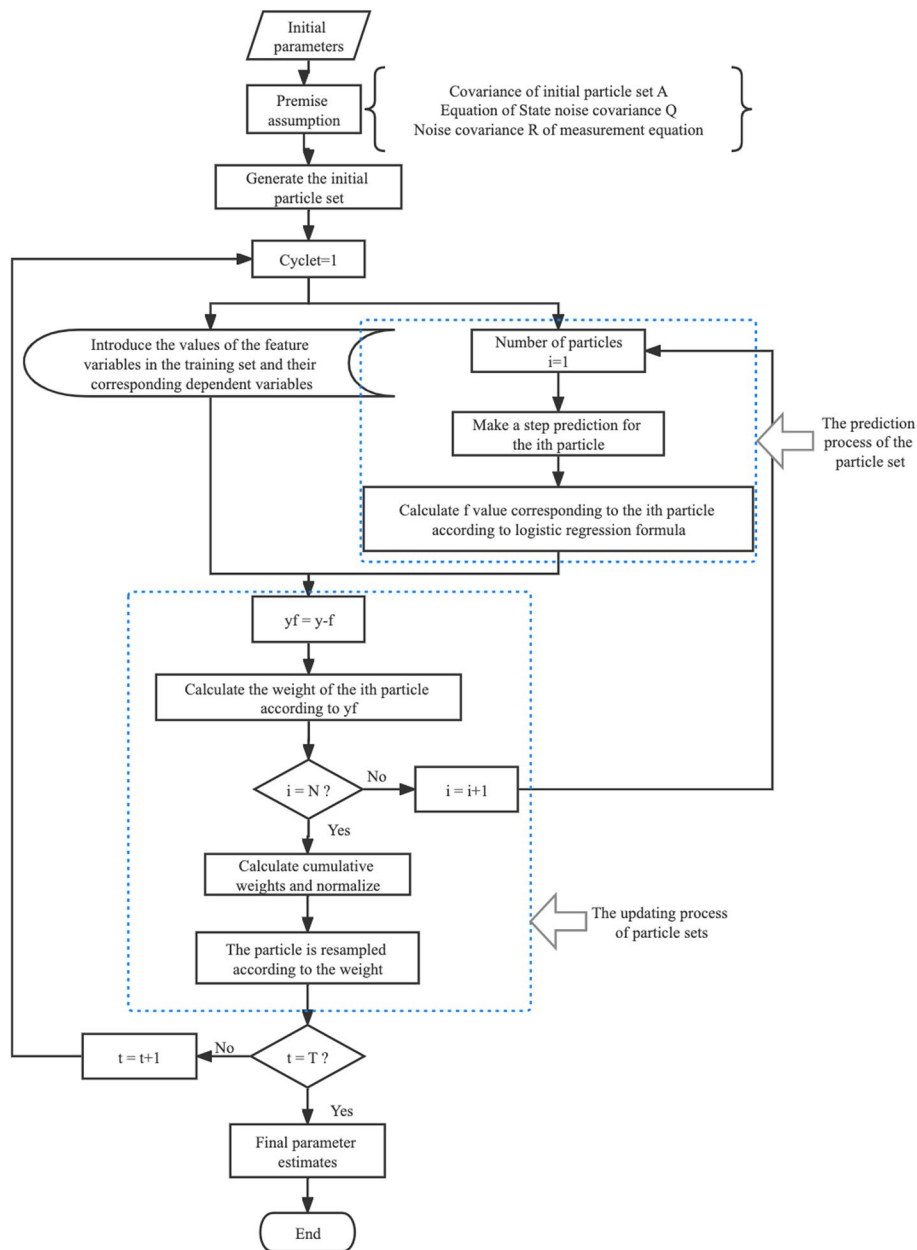 Initial
parameters
Premise
assumption
Covariance of initial particle set A
Equation of State noise covariance Q
Noise covariance R of measurement equation
Generate the initial
particle set
Cyclet=1
Introduce the values of the feature
variables in the training set and their
corresponding dependent variables
Number of particles
i=1
Make a step prediction for
the ith particle
Calculate f value corresponding to the ith particle
according to logistic regression formula
The prediction
process of the
particle set
yf = y-f
Calculate the weight of the ith particle
according to yf
i = N ?
No
i = i+1
Yes
Calculate cumulative
weights and normalize
The particle is resampled
according to the weight
The updating process
of particle sets
t = T ?
No
t = t+1
Yes
Final parameter
estimates
End